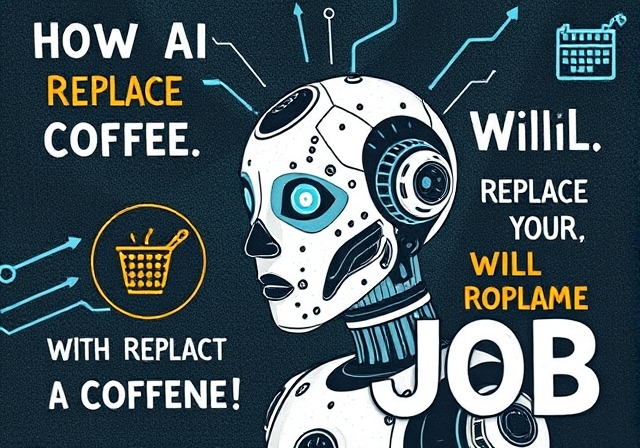 HOW AI
REPLACE
COFFEE.
WilliL.
REPLACE
YOUR,
WILL
ROPLAME
JOB
WITH REPLACT
A COFFENE!